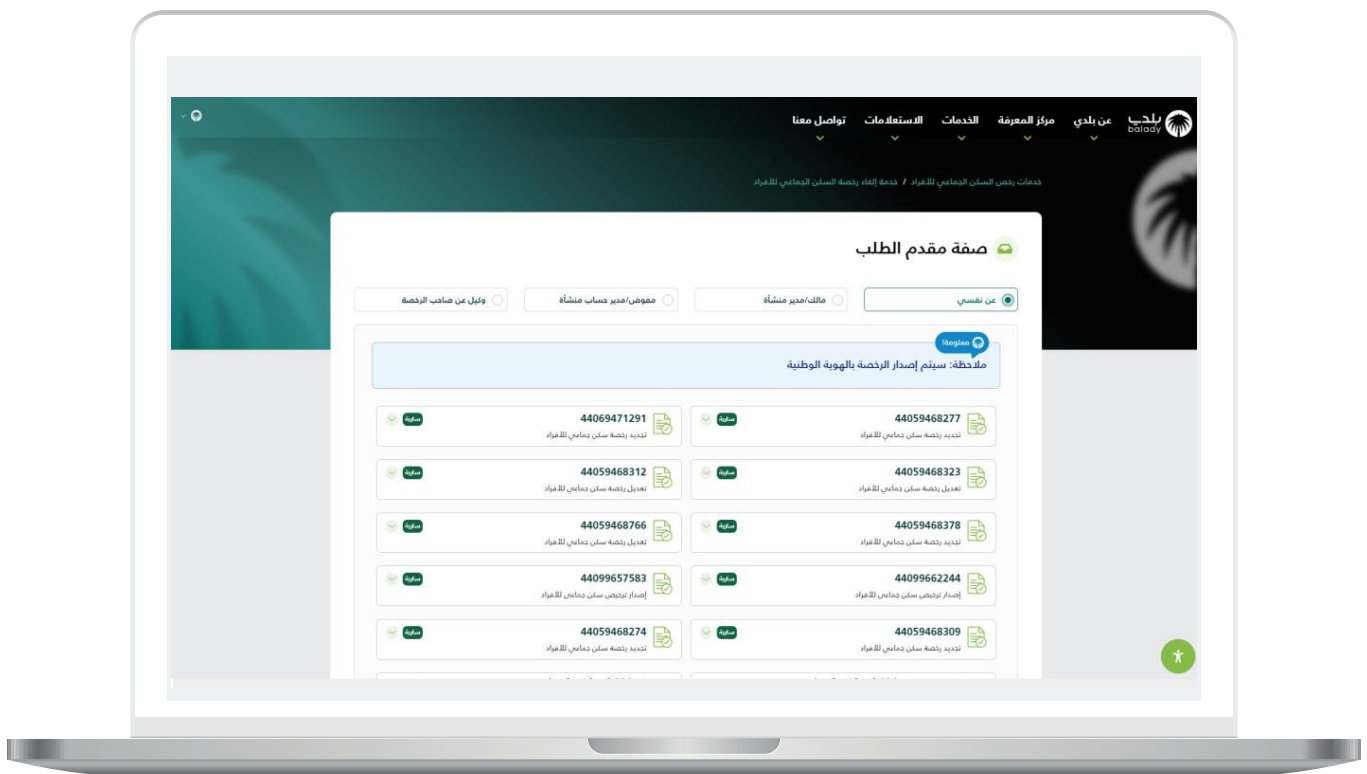 بلدي
balady
عن بلدي
مركز المعرفة
الخدمات
الاستعلامات
تواصل معنا
خدمات رخص السكن الجماعي للأفراد / خدمة إلغاء رخصة السكن الجماعي للأفراد
صفة مقدم الطلب
عن نفسي
مالك/مدير منشأة
مفوض/مدير حساب منشأة
وكيل عن صاحب الرخصة
معلومة!
ملاحظة: سيتم إصدار الرخصة بالهوية الوطنية
44059468277
سارية
تجديد رخصة سكن جماعي للأفراد
44069471291
سارية
تجديد رخصة سكن جماعي للأفراد
44059468323
سارية
تعديل رخصة سكن جماعي للأفراد
44059468312
سارية
تعديل رخصة سكن جماعي للأفراد
44059468378
سارية
تجديد رخصة سكن جماعي للأفراد
44059468766
سارية
تعديل رخصة سكن جماعي للأفراد
44099662244
سارية
إصدار ترخيص سكن جماعي للأفراد
44099657583
سارية
إصدار ترخيص سكن جماعي للأفراد
44059468309
سارية
تجديد رخصة سكن جماعي للأفراد
44059468274
سارية
تجديد رخصة سكن جماعي للأفراد